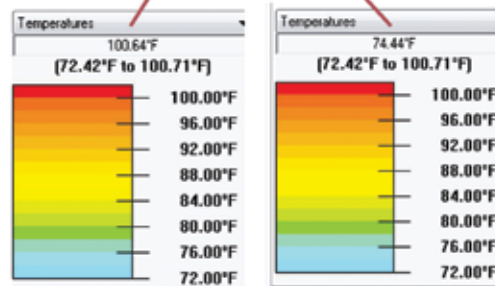 Temperatures
100.64°F
(72.42°F to 100.71°F)
100.00°F
96.00°F
92.00°F
88.00°F
84.00°F
80.00°F
76.00°F
72.00°F
Temperatures
74.44°F
(72.42°F to 100.71°F)
100.00°F
96.00°F
92.00°F
88.00°F
84.00°F
80.00°F
76.00°F
72.00°F